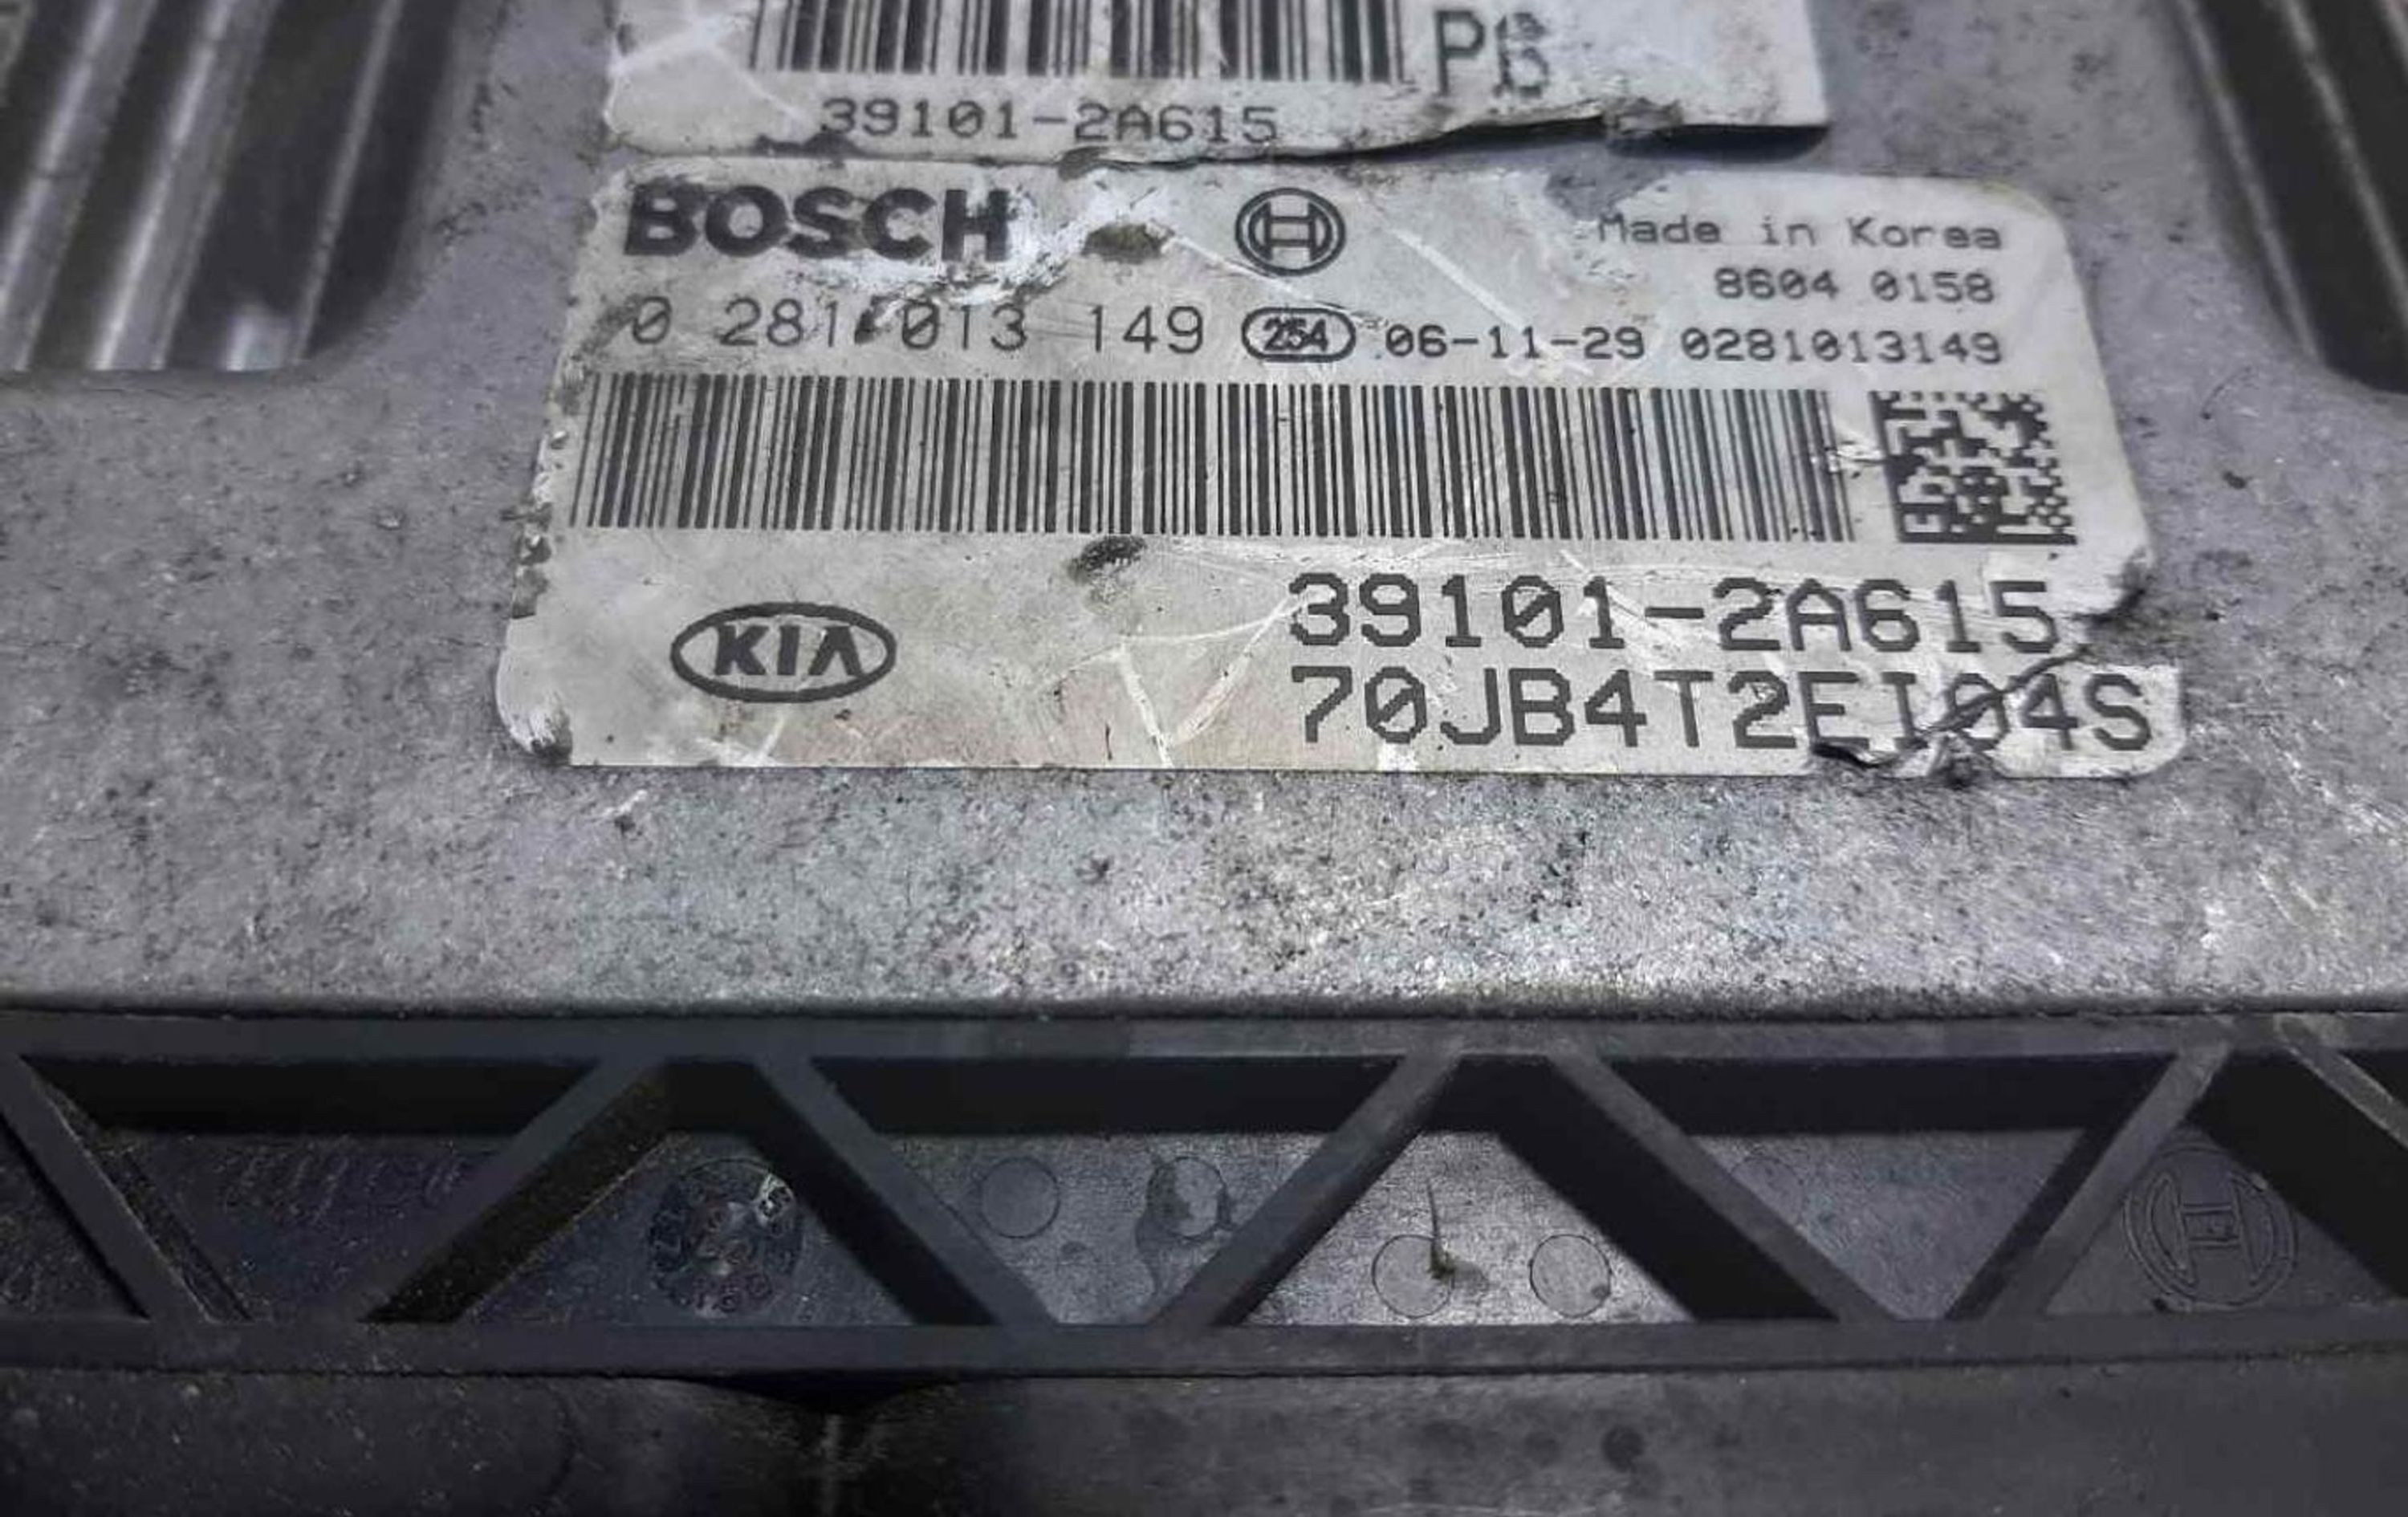 39101-2A615
BOSCH
Made in Korea
8604 0158
0 281 013 149 254 06-11-29 0281013149
KIA
39101-2A615
70JB4T2EI04S